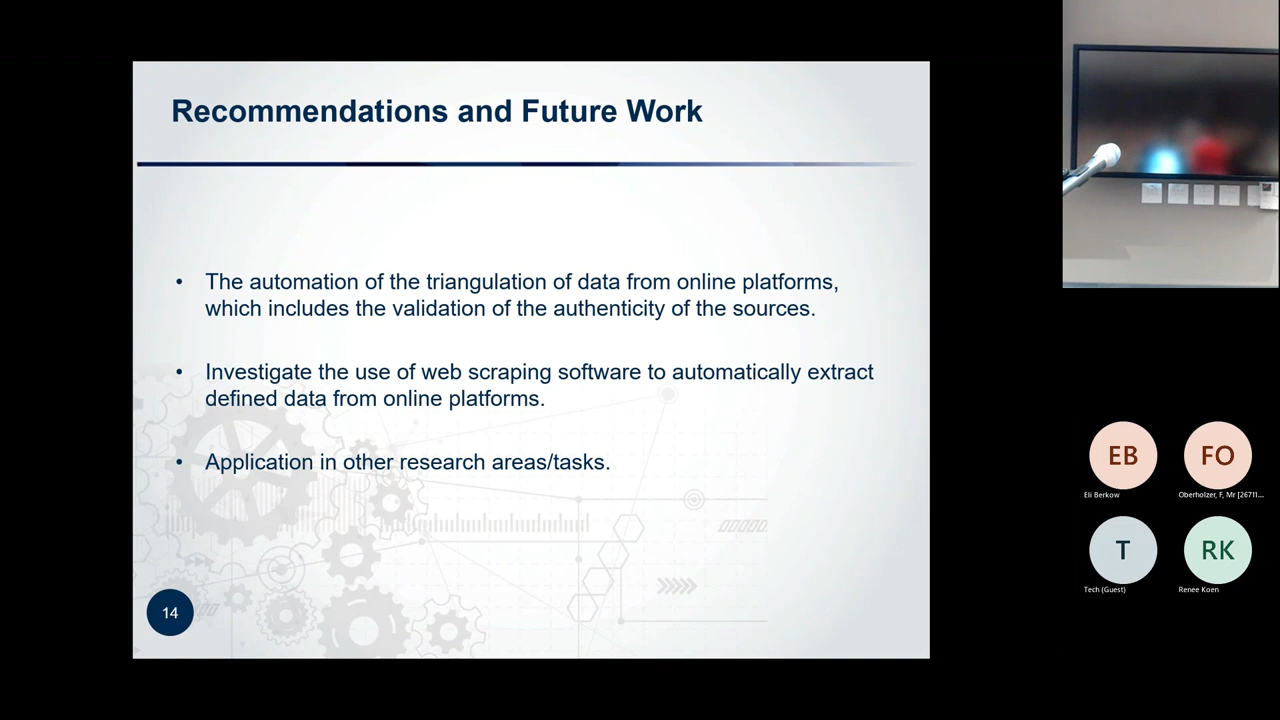 Recommendations and Future Work
• The automation of the triangulation of data from online platforms,
which includes the validation of the authenticity of the sources.
• Investigate the use of web scraping software to automatically extract
defined data from online platforms.
• Application in other research areas/tasks.
14
EB
Eli Berkow
FO
Oberholzer, F, Mr [26711...
T
Tech (Guest)
RK
Renee Koen